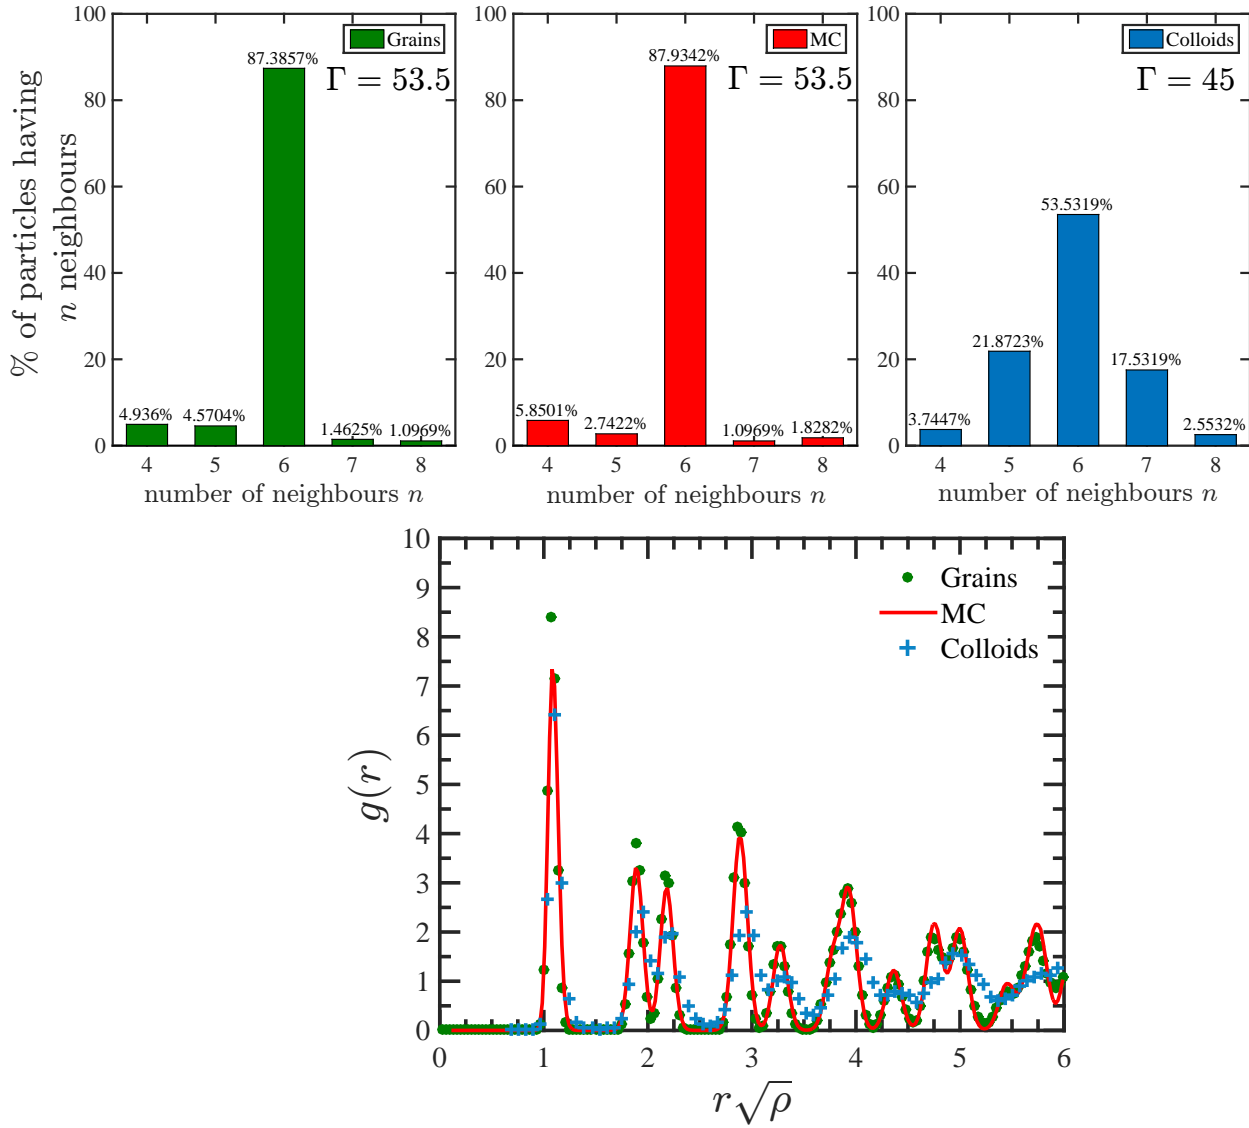 % of particles having
n neighbours
100
80
60
40
20
0
Grains
Γ = 53.5
4.936%
4.5704%
87.3857%
1.4625%
1.0969%
4 5 6 7 8
number of neighbours n
100
80
60
40
20
0
MC
Γ = 53.5
5.8501%
2.7422%
87.9342%
1.0969%
1.8282%
4 5 6 7 8
number of neighbours n
100
80
60
40
20
0
Colloids
Γ = 45
3.7447%
21.8723%
53.5319%
17.5319%
2.5532%
4 5 6 7 8
number of neighbours n
g(r)
10
9
8
7
6
5
4
3
2
1
0
Grains
MC
Colloids
0 1 2 3 4 5 6
r√ρ